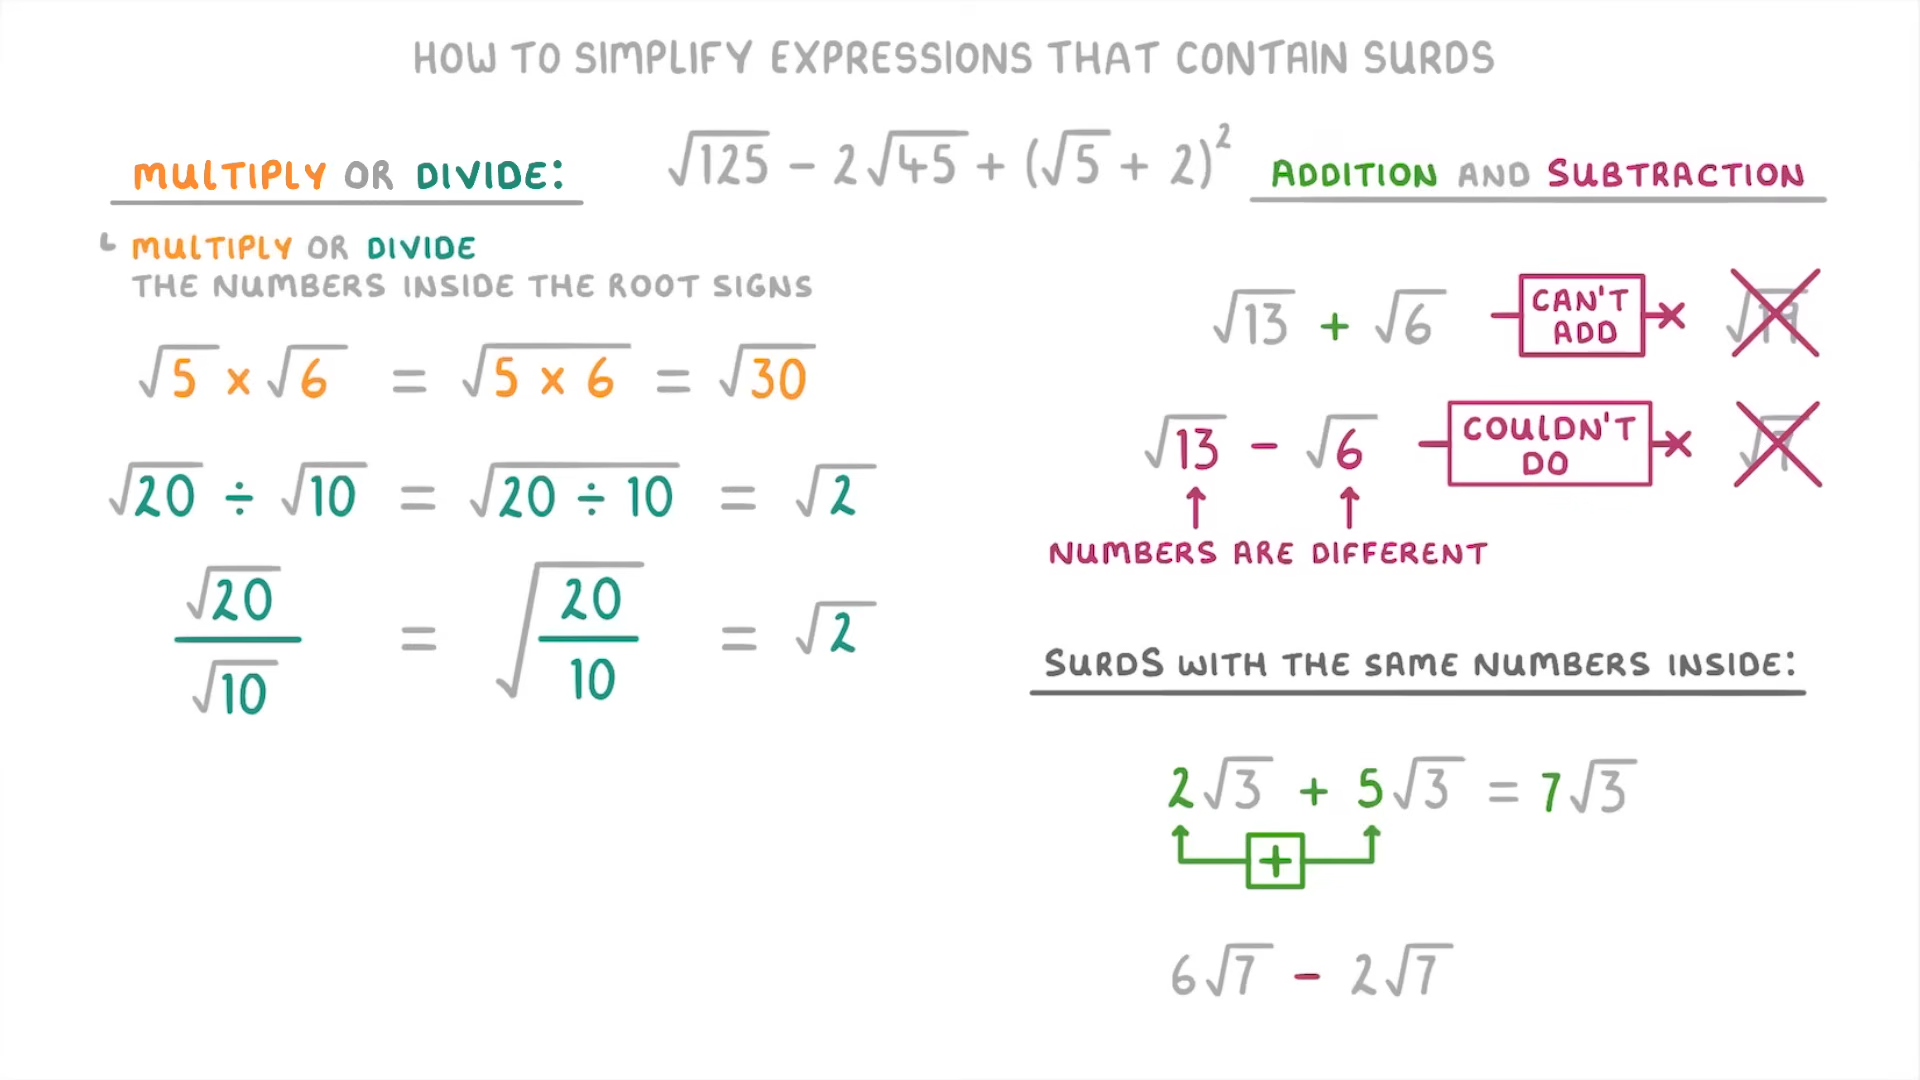 HOW TO SIMPLIFY EXPRESSIONS THAT CONTAIN SURDS
√125 − 2√45 + (√5 + 2)²
MULTIPLY OR DIVIDE:
MULTIPLY OR DIVIDE
THE NUMBERS INSIDE THE ROOT SIGNS
√5 × √6 = √5 × 6 = √30
√20 ÷ √10 = √20 ÷ 10 = √2
√20/√10 = √20/10 = √2
ADDITION AND SUBTRACTION
√13 + √6 CAN'T ADD √19
√13 − √6 COULDN'T DO √7
NUMBERS ARE DIFFERENT
SURDS WITH THE SAME NUMBERS INSIDE:
2√3 + 5√3 = 7√3
+
6√7 − 2√7